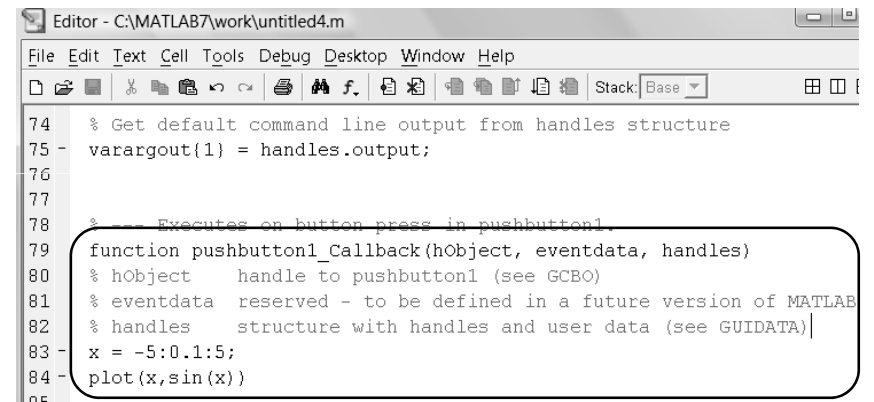 Editor - C:\MATLAB7\work\untitled4.m
File Edit Text Cell Tools Debug Desktop Window Help
Stack: Base
74 % Get default command line output from handles structure
75 - varargout{1} = handles.output;
76
77
78 % --- Executes on button press in pushbutton1.
79 function pushbutton1_Callback(hObject, eventdata, handles)
80 % hObject    handle to pushbutton1 (see GCBO)
81 % eventdata  reserved - to be defined in a future version of MATLAB
82 % handles    structure with handles and user data (see GUIDATA)
83 - x = -5:0.1:5;
84 - plot(x,sin(x))